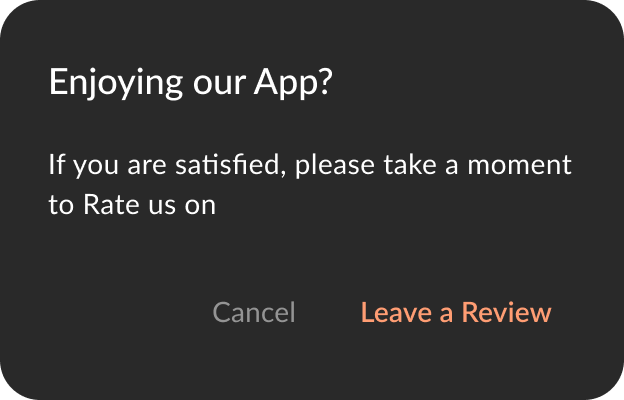 Enjoying our App?
If you are satisfied, please take a moment
to Rate us on
Cancel Leave a Review